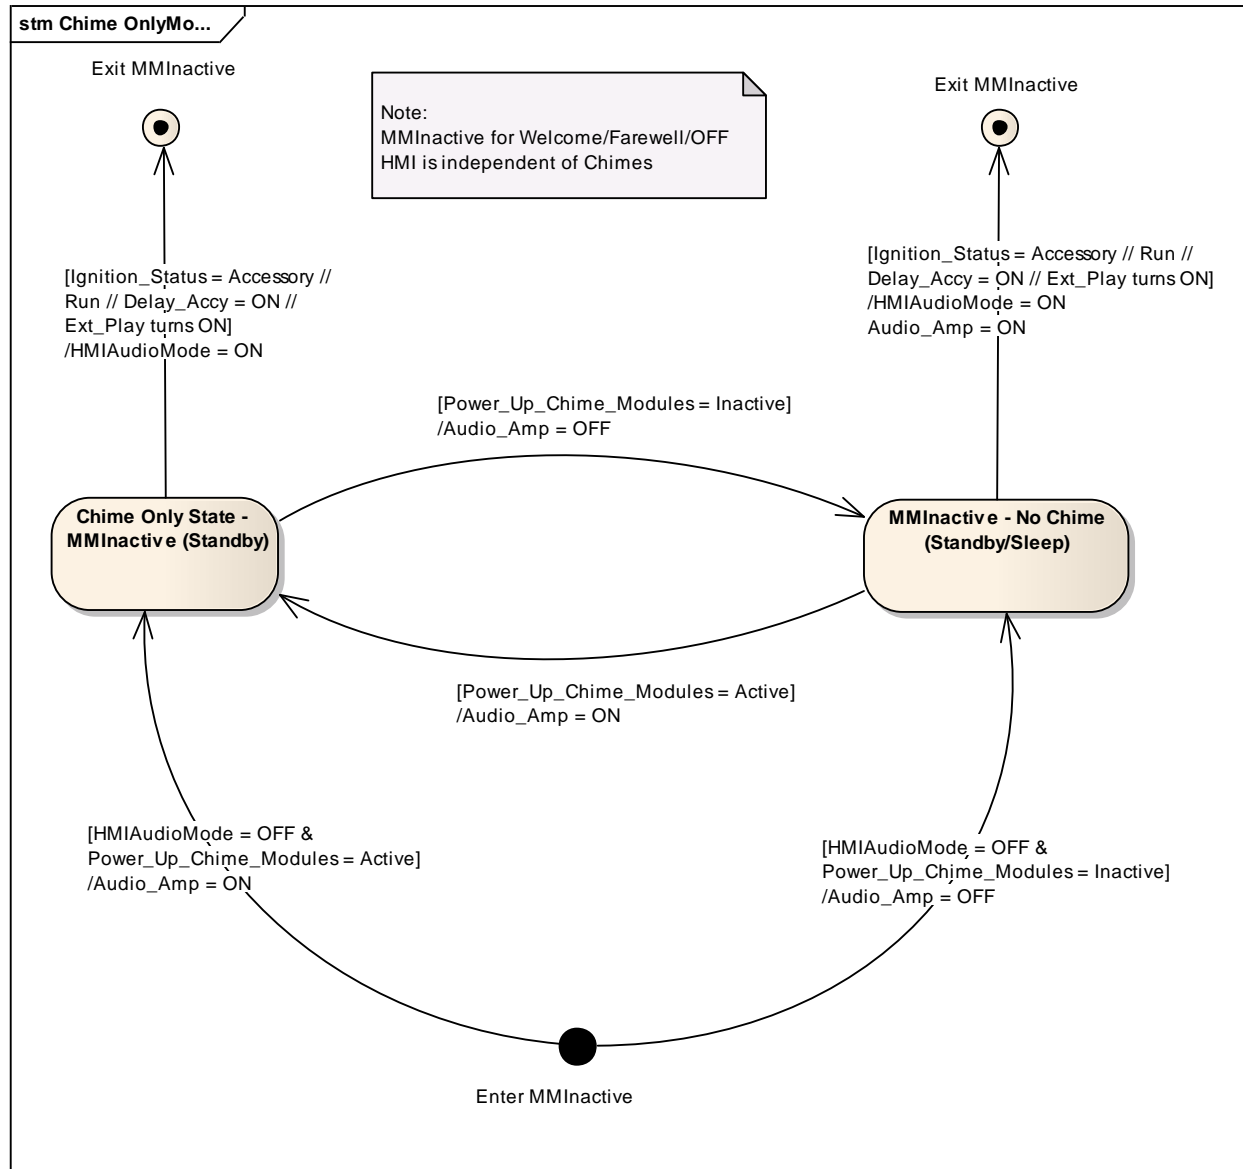 stm Chime OnlyMo...
Exit MMInactive
Exit MMInactive
Note:
MMInactive for Welcome/Farewell/OFF
HMI is independent of Chimes
[Ignition_Status = Accessory //
Run // Delay_Accy = ON //
Ext_Play turns ON]
/HMIAudioMode = ON
[Ignition_Status = Accessory // Run //
Delay_Accy = ON // Ext_Play turns ON]
/HMIAudioMode = ON
Audio_Amp = ON
[Power_Up_Chime_Modules = Inactive]
/Audio_Amp = OFF
Chime Only State -
MMInactive (Standby)
MMInactive - No Chime
(Standby/Sleep)
[Power_Up_Chime_Modules = Active]
/Audio_Amp = ON
[HMIAudioMode = OFF &
Power_Up_Chime_Modules = Active]
/Audio_Amp = ON
[HMIAudioMode = OFF &
Power_Up_Chime_Modules = Inactive]
/Audio_Amp = OFF
Enter MMInactive